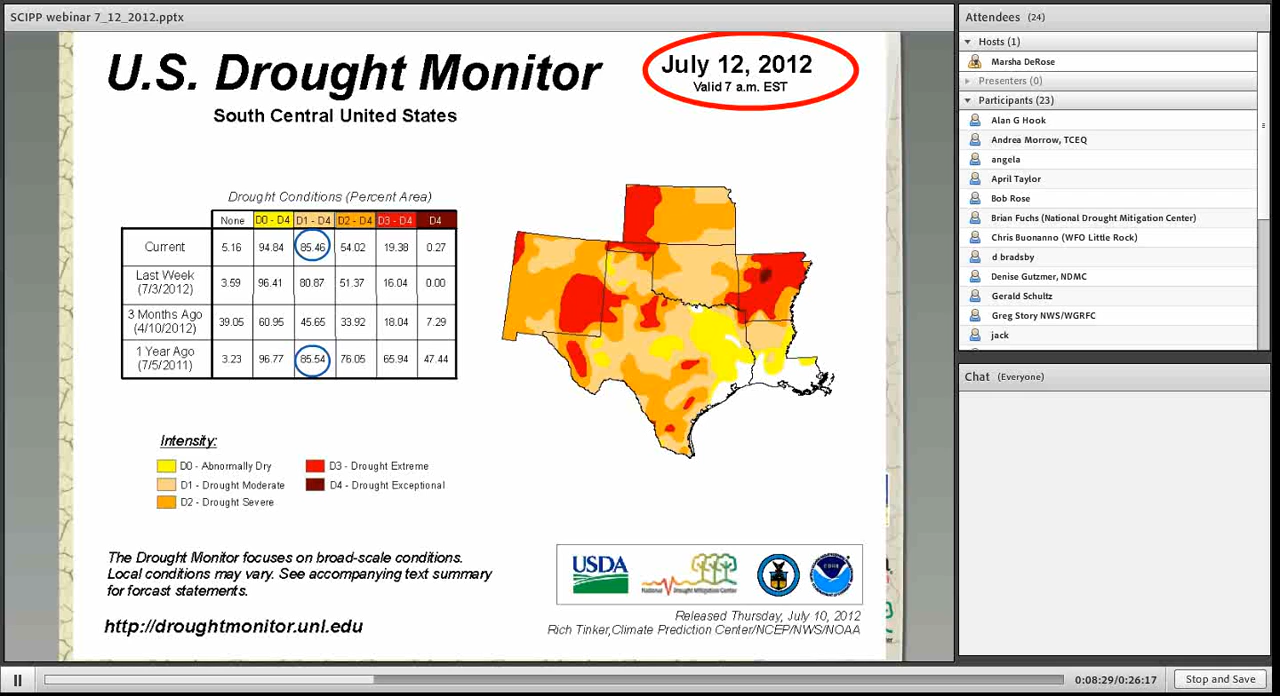 SCIPP webinar 7_12_2012.pptx
U.S. Drought Monitor
July 12, 2012
Valid 7 a.m. EST
South Central United States
Drought Conditions (Percent Area)
None D0 - D4 D1 - D4 D2 - D4 D3 - D4 D4
Current 5.16 94.84 85.46 54.02 19.38 0.27
Last Week (7/3/2012) 3.59 96.41 80.87 51.37 16.04 0.00
3 Months Ago (4/10/2012) 39.05 60.95 45.65 33.92 18.04 7.29
1 Year Ago (7/5/2011) 3.23 96.77 85.54 76.05 65.94 47.44
Intensity:
D0 - Abnormally Dry
D1 - Drought Moderate
D2 - Drought Severe
D3 - Drought Extreme
D4 - Drought Exceptional
The Drought Monitor focuses on broad-scale conditions.
Local conditions may vary. See accompanying text summary
for forcast statements.
http://droughtmonitor.unl.edu
USDA
National Drought Mitigation Center
Released Thursday, July 10, 2012
Rich Tinker,Climate Prediction Center/NCEP/NWS/NOAA
Attendees (24)
Hosts (1)
Marsha DeRose
Presenters (0)
Participants (23)
Alan G Hook
Andrea Morrow, TCEQ
angela
April Taylor
Bob Rose
Brian Fuchs (National Drought Mitigation Center)
Chris Buonanno (WFO Little Rock)
d bradsby
Denise Gutzmer, NDMC
Gerald Schultz
Greg Story NWS/WGRFC
jack
Chat (Everyone)
0:08:29/0:26:17
Stop and Save